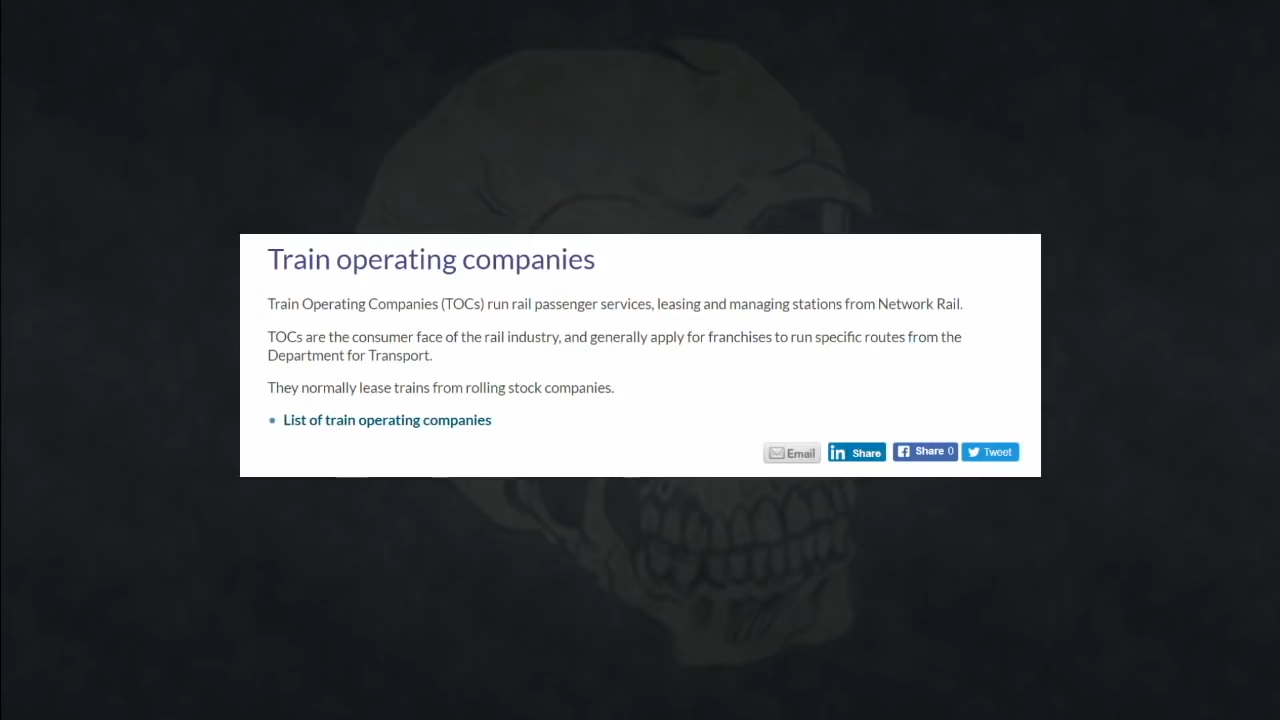 Train operating companies
Train Operating Companies (TOCs) run rail passenger services, leasing and managing stations from Network Rail.
TOCs are the consumer face of the rail industry, and generally apply for franchises to run specific routes from the
Department for Transport.
They normally lease trains from rolling stock companies.
• List of train operating companies
Email in Share Share 0 Tweet